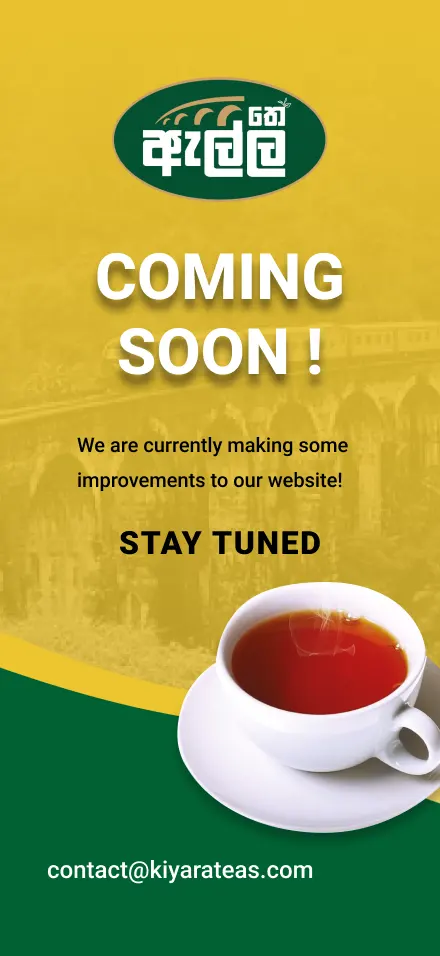 තේ
ඇල්ල
COMING
SOON !
We are currently making some
improvements to our website!
STAY TUNED
contact@kiyarateas.com